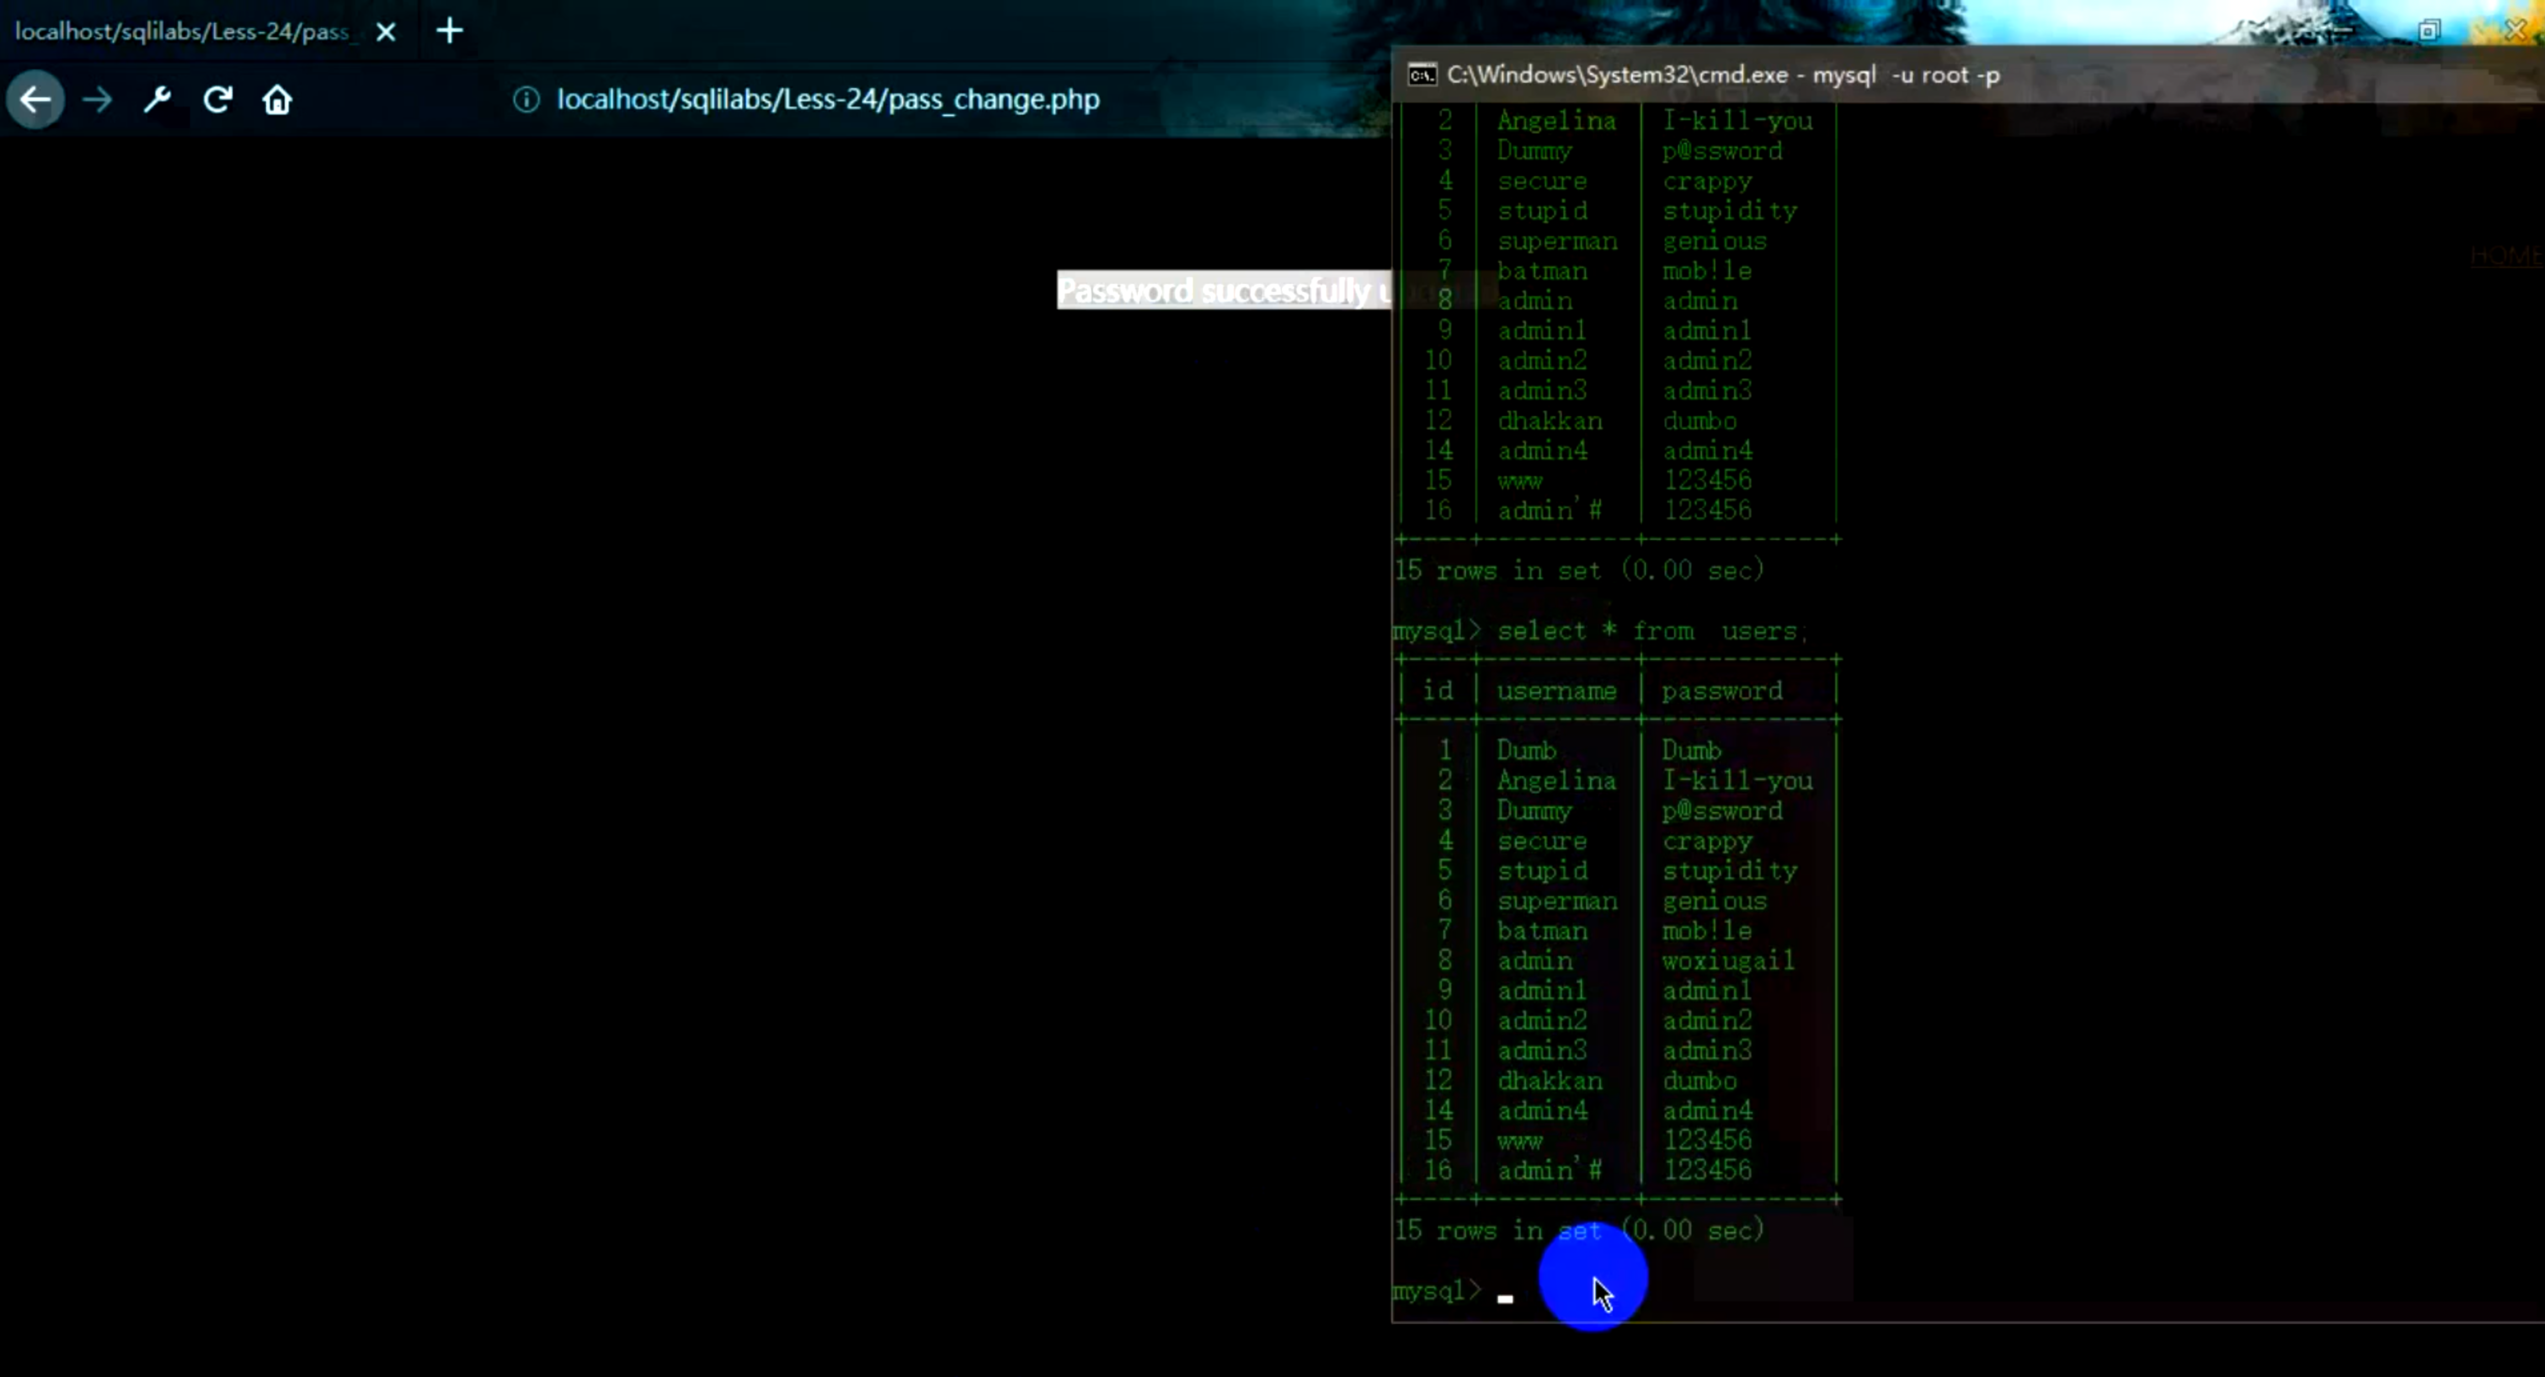 localhost/sqlilabs/Less-24/pass_
localhost/sqlilabs/Less-24/pass_change.php
C:\Windows\System32\cmd.exe - mysql  -u root -p
HOME
Password successfully
| 2 | Angelina | I-kill-you |
| 3 | Dummy | p@ssword |
| 4 | secure | crappy |
| 5 | stupid | stupidity |
| 6 | superman | genious |
| 7 | batman | mob!le |
| 8 | admin | admin |
| 9 | admin1 | admin1 |
| 10 | admin2 | admin2 |
| 11 | admin3 | admin3 |
| 12 | dhakkan | dumbo |
| 14 | admin4 | admin4 |
| 15 | www | 123456 |
| 16 | admin'# | 123456 |
15 rows in set (0.00 sec)
mysql> select * from  users;
| id | username | password |
| 1 | Dumb | Dumb |
| 2 | Angelina | I-kill-you |
| 3 | Dummy | p@ssword |
| 4 | secure | crappy |
| 5 | stupid | stupidity |
| 6 | superman | genious |
| 7 | batman | mob!le |
| 8 | admin | woxiugail |
| 9 | admin1 | admin1 |
| 10 | admin2 | admin2 |
| 11 | admin3 | admin3 |
| 12 | dhakkan | dumbo |
| 14 | admin4 | admin4 |
| 15 | www | 123456 |
| 16 | admin'# | 123456 |
15 rows in set (0.00 sec)
mysql>